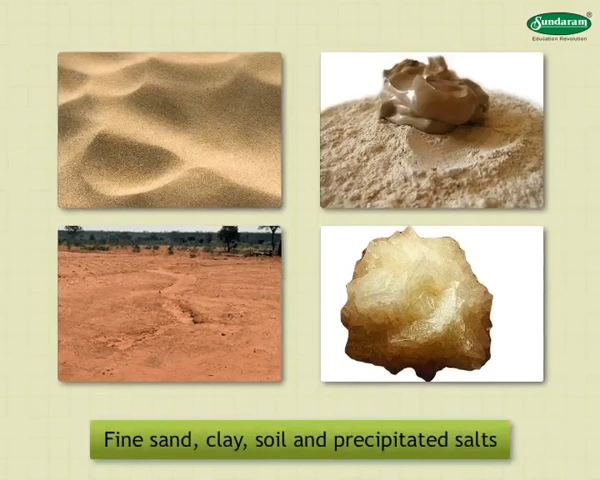 Sundaram®
Education Revolution
Fine sand, clay, soil and precipitated salts